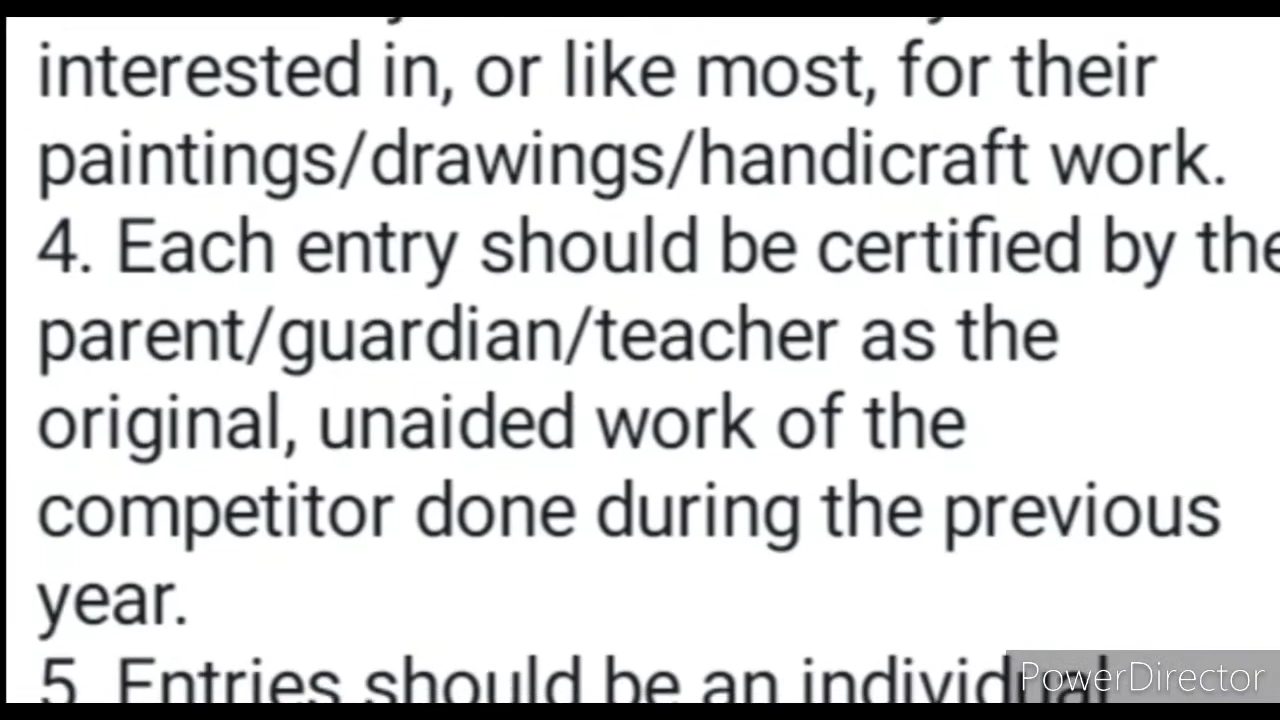 interested in, or like most, for their
paintings/drawings/handicraft work.
4. Each entry should be certified by the
parent/guardian/teacher as the
original, unaided work of the
competitor done during the previous
year.
5. Entries should be an individual
PowerDirector